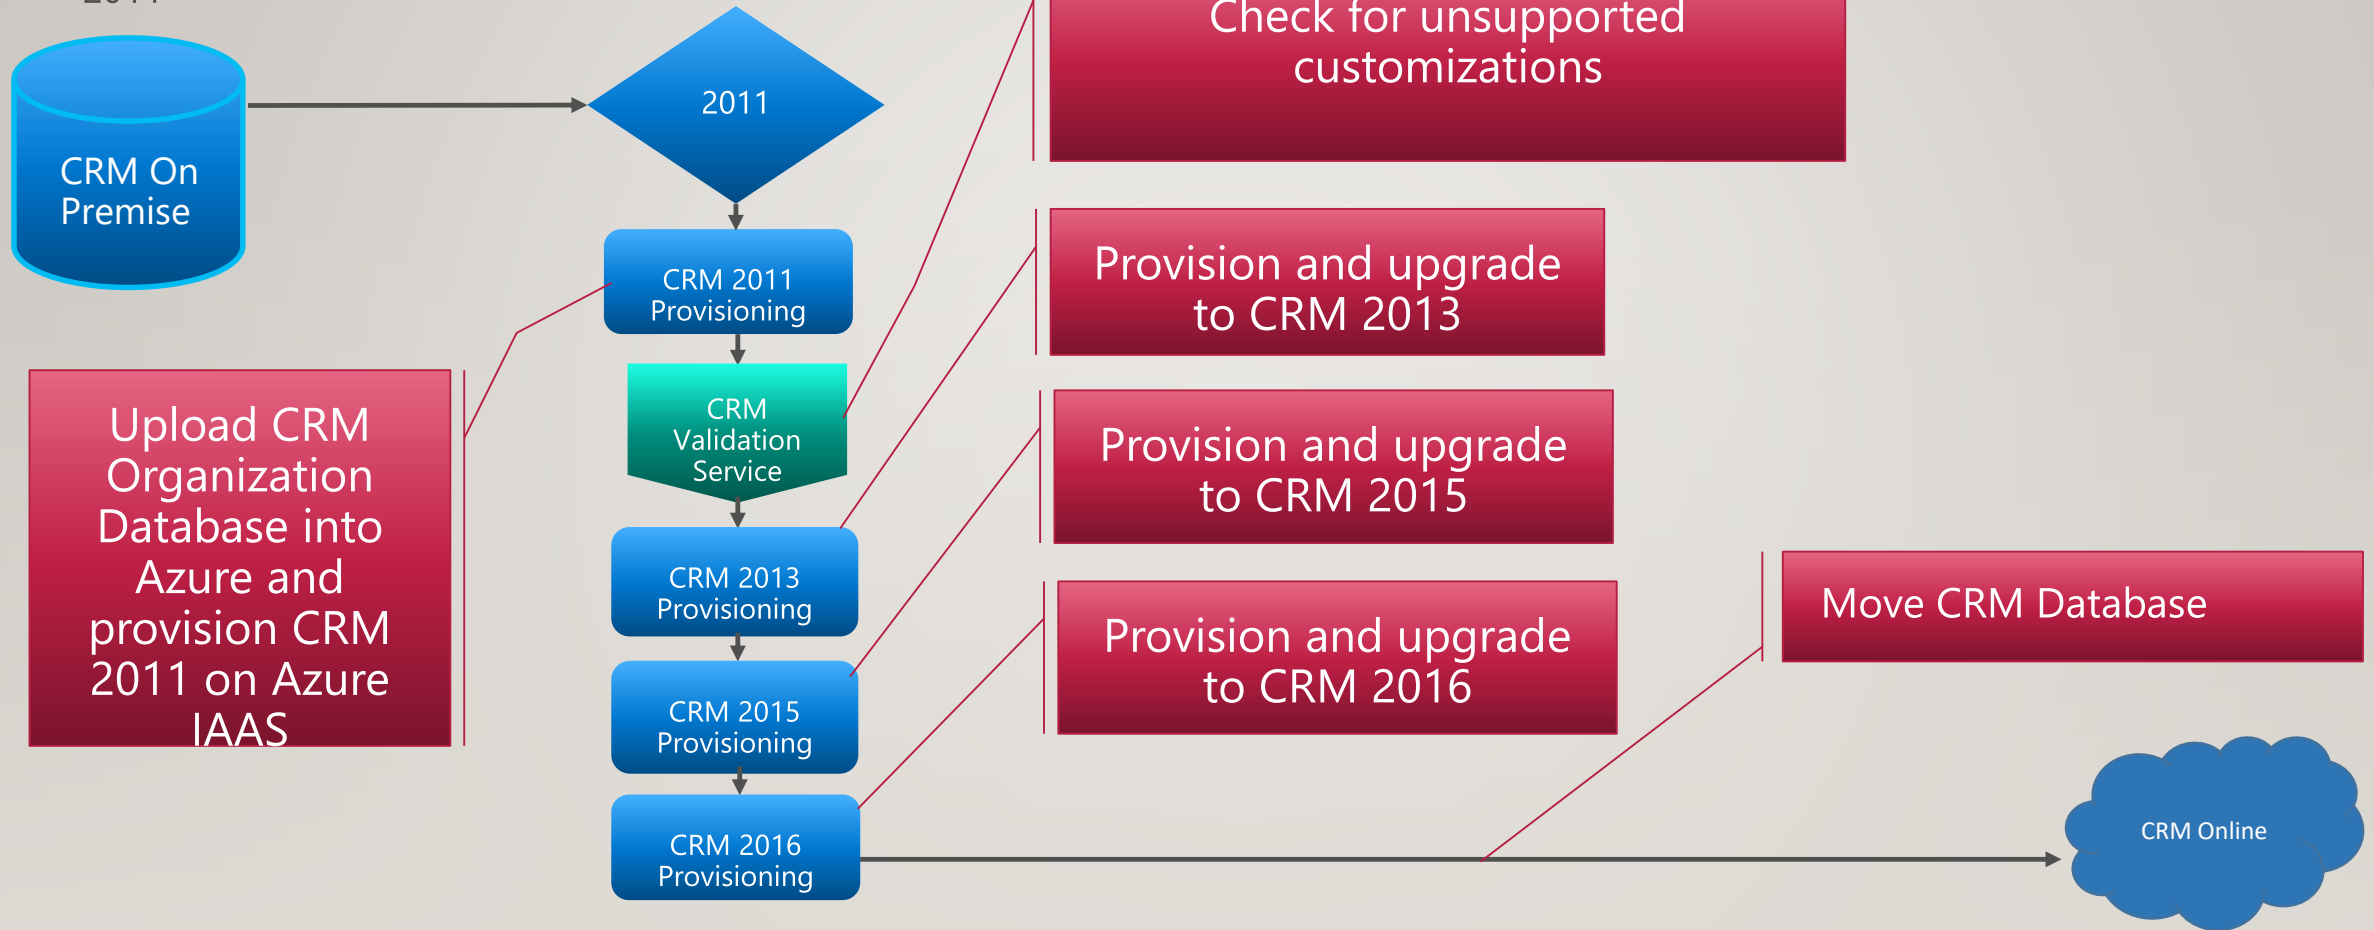 Check for unsupported
customizations
2011
CRM On
Premise
CRM 2011
Provisioning
Provision and upgrade
to CRM 2013
Upload CRM
Organization
Database into
Azure and
provision CRM
2011 on Azure
IAAS
CRM
Validation
Service
Provision and upgrade
to CRM 2015
CRM 2013
Provisioning
Move CRM Database
Provision and upgrade
to CRM 2016
CRM 2015
Provisioning
CRM 2016
Provisioning
CRM Online